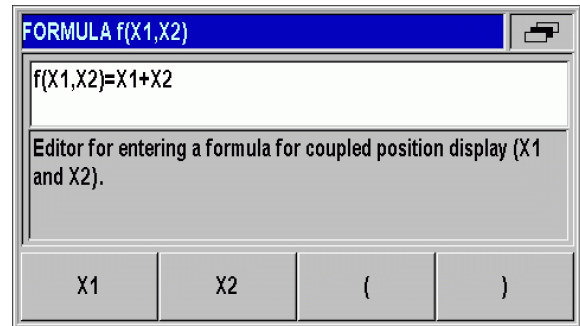 FORMULA f(X1,X2)
f(X1,X2)=X1+X2
Editor for entering a formula for coupled position display (X1
and X2).
X1 X2 ( )